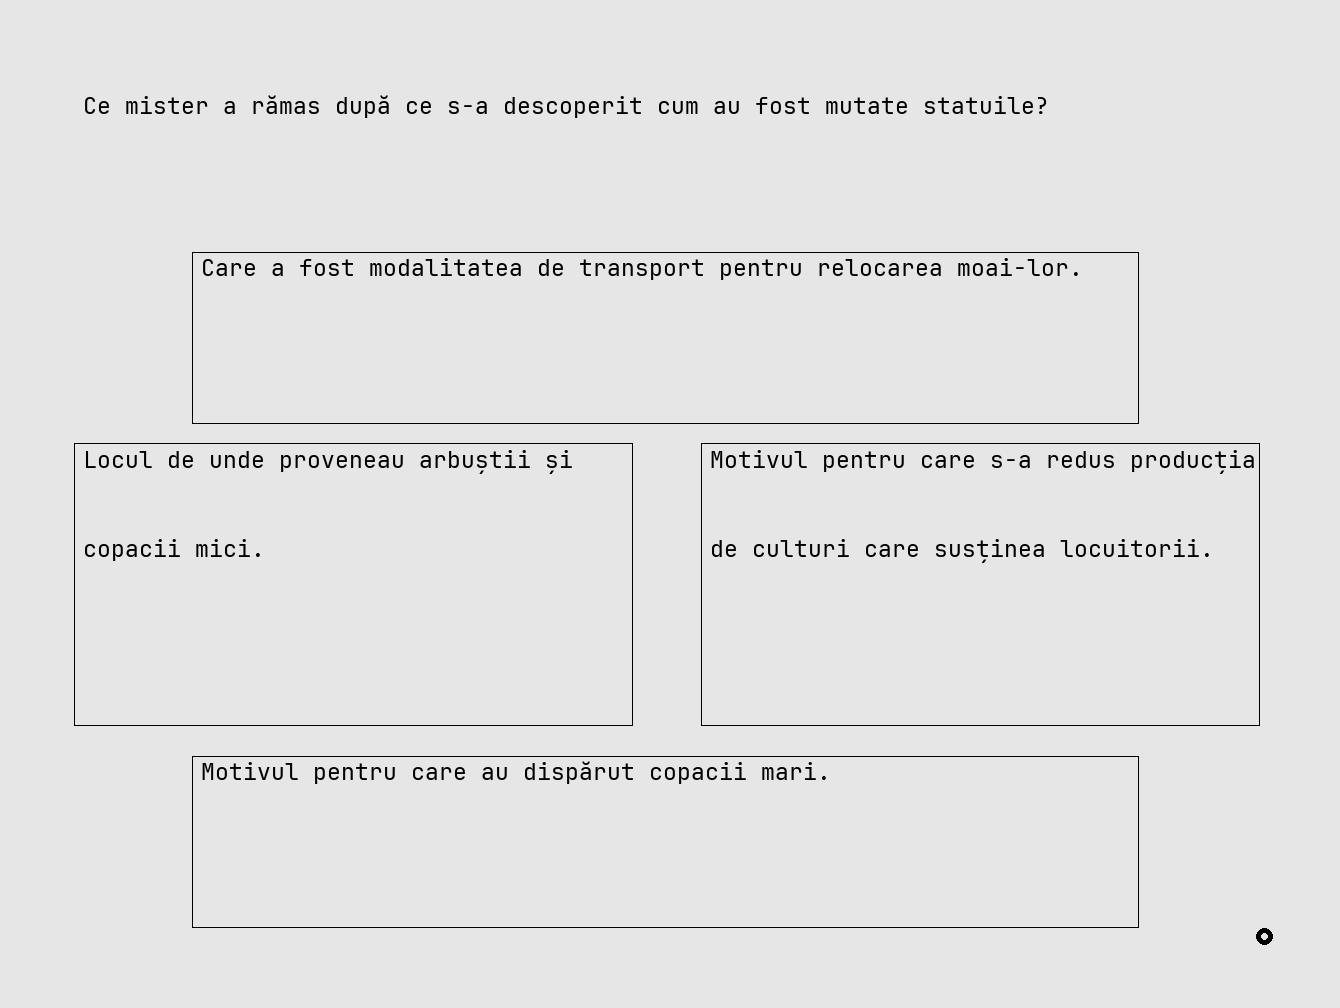 Ce mister a rămas după ce s-a descoperit cum au fost mutate statuile?
Care a fost modalitatea de transport pentru relocarea moai-lor.
Locul de unde proveneau arbuștii și
copacii mici.
Motivul pentru care s-a redus producția
de culturi care susținea locuitorii.
Motivul pentru care au dispărut copacii mari.